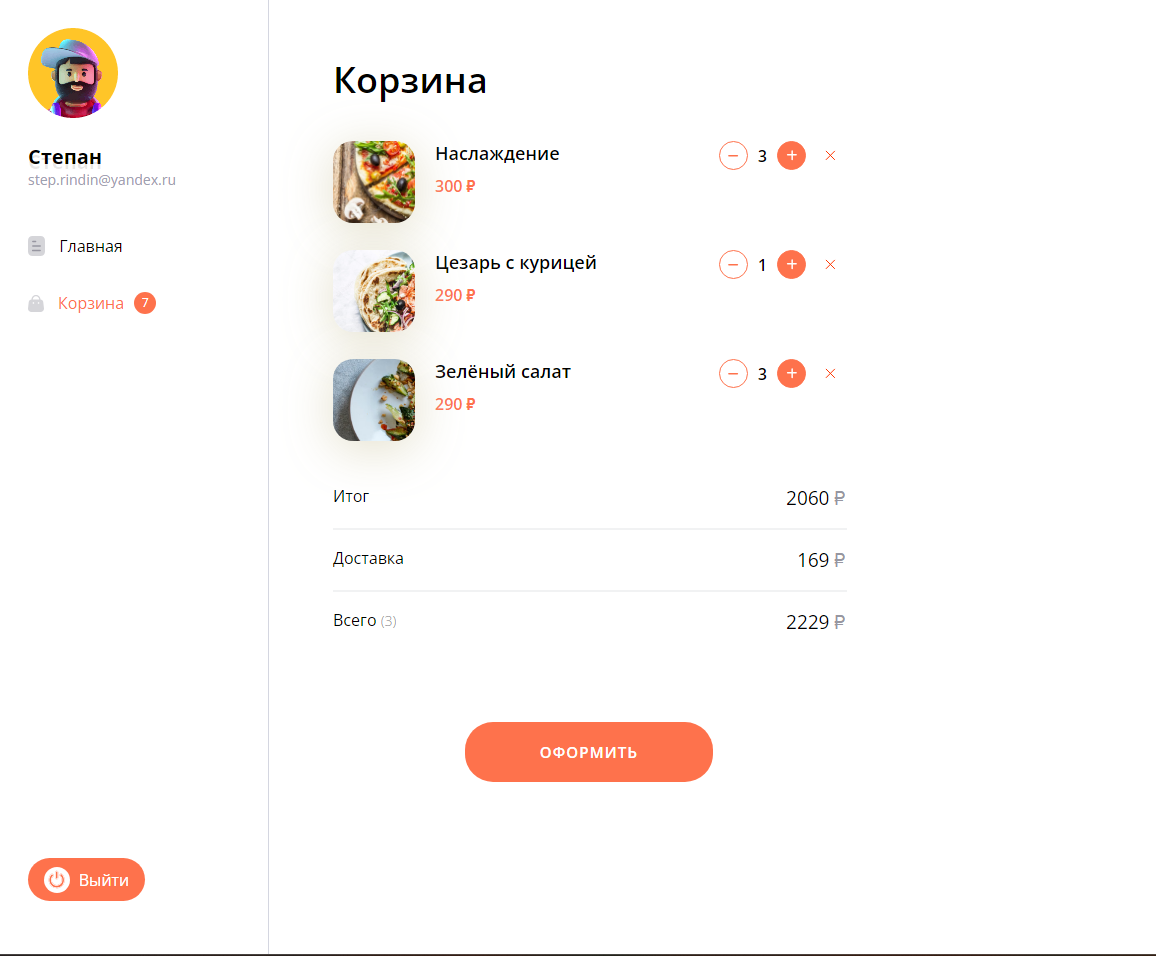 Степан
step.rindin@yandex.ru
Главная
Корзина 7
Выйти
Корзина
Наслаждение
300 ₽
3
Цезарь с курицей
290 ₽
1
Зелёный салат
290 ₽
3
Итог 2060 ₽
Доставка 169 ₽
Всего (3) 2229 ₽
ОФОРМИТЬ